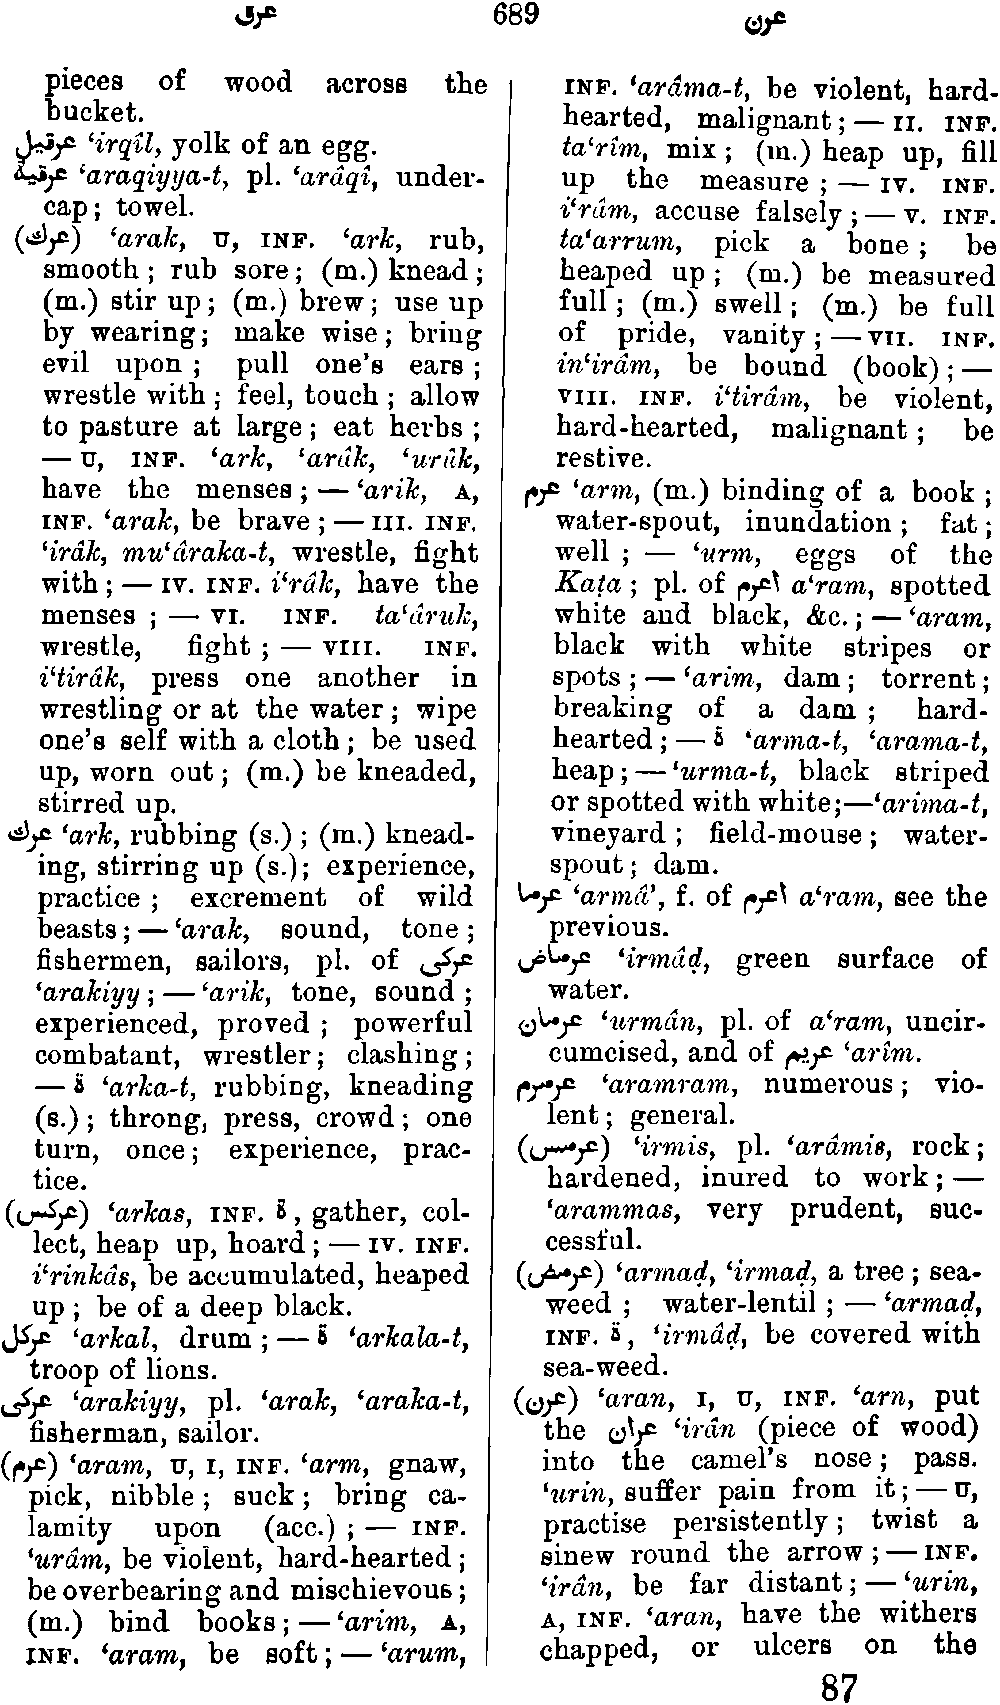 عرق
689
عرن
pieces of wood across the
bucket.
عرقيل ‘irqîl, yolk of an egg.
عرقية ‘araqiyya-t, pl. ‘arâqî, under-
cap; towel.
(عرك) ‘arak, U, INF. ‘ark, rub,
smooth; rub sore; (m.) knead;
(m.) stir up; (m.) brew; use up
by wearing; make wise; bring
evil upon; pull one's ears;
wrestle with; feel, touch; allow
to pasture at large; eat herbs;
— U, INF. ‘ark, ‘arâk, ‘urûk,
have the menses; — ‘arik, A,
INF. ‘arak, be brave; — III. INF.
‘irâk, mu‘âraka-t, wrestle, fight
with; — IV. INF. i‘râk, have the
menses; — VI. INF. ta‘âruk,
wrestle, fight; — VIII. INF.
i‘tirâk, press one another in
wrestling or at the water; wipe
one's self with a cloth; be used
up, worn out; (m.) be kneaded,
stirred up.
عرك ‘ark, rubbing (s.); (m.) knead-
ing, stirring up (s.); experience,
practice; excrement of wild
beasts; — ‘arak, sound, tone;
fishermen, sailors, pl. of عركى
‘arakiyy; — ‘arik, tone, sound;
experienced, proved; powerful
combatant, wrestler; clashing;
— ة ‘arka-t, rubbing, kneading
(s.); throng, press, crowd; one
turn, once; experience, prac-
tice.
(عركس) ‘arkas, INF. ة, gather, col-
lect, heap up, hoard; — IV. INF.
i‘rinkâs, be accumulated, heaped
up; be of a deep black.
عركل ‘arkal, drum; — ة ‘arkala-t,
troop of lions.
عركى ‘arakiyy, pl. ‘arak, ‘araka-t,
fisherman, sailor.
(عرم) ‘aram, U, I, INF. ‘arm, gnaw,
pick, nibble; suck; bring ca-
lamity upon (acc.); — INF.
‘urâm, be violent, hard-hearted;
be overbearing and mischievous;
(m.) bind books; — ‘arim, A,
INF. ‘aram, be soft; — ‘arum,
INF. ‘arâma-t, be violent, hard-
hearted, malignant; — II. INF.
ta‘rîm, mix; (m.) heap up, fill
up the measure; — IV. INF.
i‘râm, accuse falsely; — V. INF.
ta‘arrum, pick a bone; be
heaped up; (m.) be measured
full; (m.) swell; (m.) be full
of pride, vanity; — VII. INF.
in‘irâm, be bound (book); —
VIII. INF. i‘tirâm, be violent,
hard-hearted, malignant; be
restive.
عرم ‘arm, (m.) binding of a book;
water-spout, inundation; fat;
well; — ‘urm, eggs of the
Kaṭa; pl. of اعرم a‘ram, spotted
white and black, &c.; — ‘aram,
black with white stripes or
spots; — ‘arim, dam; torrent;
breaking of a dam; hard-
hearted; — ة ‘arma-t, ‘arama-t,
heap; — ‘urma-t, black striped
or spotted with white;—‘arima-t,
vineyard; field-mouse; water-
spout; dam.
عرما ‘armâ’, f. of اعرم a‘ram, see the
previous.
عرماض ‘irmâḍ, green surface of
water.
عرمان ‘urmân, pl. of a‘ram, uncir-
cumcised, and of عريم ‘arîm.
عرمرم ‘aramram, numerous; vio-
lent; general.
(عرمس) ‘irmis, pl. ‘arâmis, rock;
hardened, inured to work; —
‘arammas, very prudent, suc-
cessful.
(عرمض) ‘armaḍ, ‘irmaḍ, a tree; sea-
weed; water-lentil; — ‘armaḍ,
INF. ة, ‘irmâḍ, be covered with
sea-weed.
(عرن) ‘aran, I, U, INF. ‘arn, put
the عران ‘irân (piece of wood)
into the camel's nose; pass.
‘urin, suffer pain from it; — U,
practise persistently; twist a
sinew round the arrow; — INF.
‘irân, be far distant; — ‘urin,
A, INF. ‘aran, have the withers
chapped, or ulcers on the
87